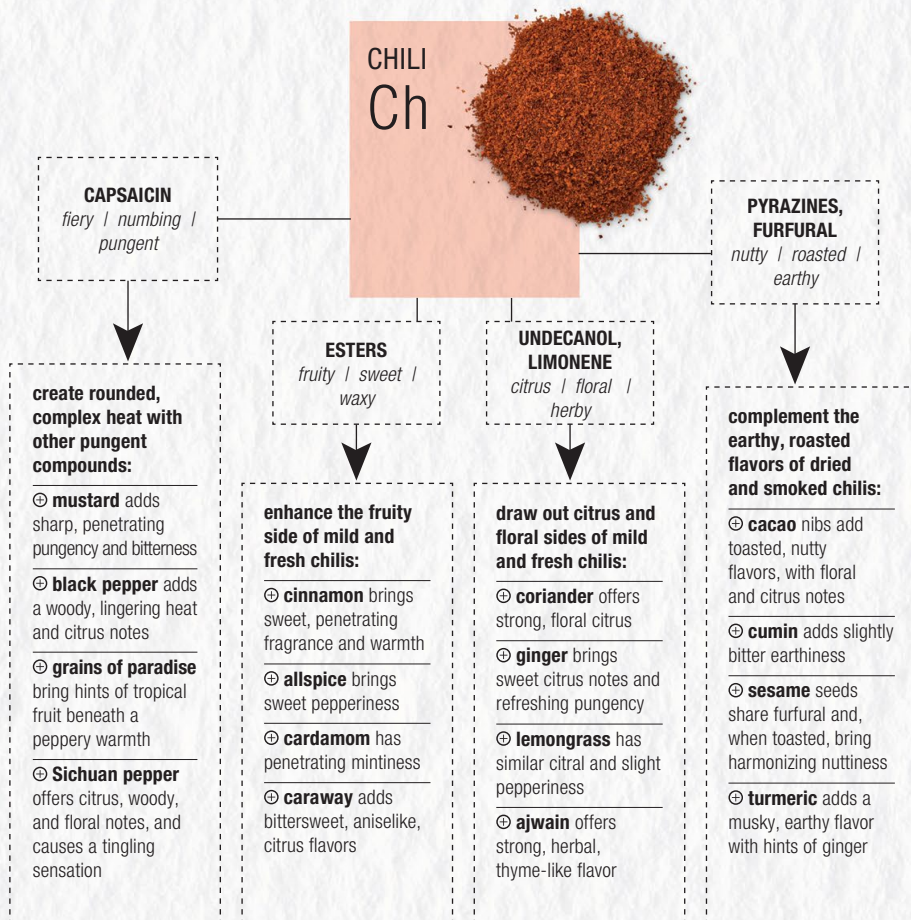 CHILI
Ch
CAPSAICIN
fiery | numbing |
pungent
create rounded,
complex heat with
other pungent
compounds:
⊕ mustard adds
sharp, penetrating
pungency and bitterness
⊕ black pepper adds
a woody, lingering heat
and citrus notes
⊕ grains of paradise
bring hints of tropical
fruit beneath a
peppery warmth
⊕ Sichuan pepper
offers citrus, woody,
and floral notes, and
causes a tingling
sensation
ESTERS
fruity | sweet |
waxy
enhance the fruity
side of mild and
fresh chilis:
⊕ cinnamon brings
sweet, penetrating
fragrance and warmth
⊕ allspice brings
sweet pepperiness
⊕ cardamom has
penetrating mintiness
⊕ caraway adds
bittersweet, aniselike,
citrus flavors
UNDECANOL,
LIMONENE
citrus | floral |
herby
draw out citrus and
floral sides of mild
and fresh chilis:
⊕ coriander offers
strong, floral citrus
⊕ ginger brings
sweet citrus notes and
refreshing pungency
⊕ lemongrass has
similar citral and slight
pepperiness
⊕ ajwain offers
strong, herbal,
thyme-like flavor
PYRAZINES,
FURFURAL
nutty | roasted |
earthy
complement the
earthy, roasted
flavors of dried
and smoked chilis:
⊕ cacao nibs add
toasted, nutty
flavors, with floral
and citrus notes
⊕ cumin adds slightly
bitter earthiness
⊕ sesame seeds
share furfural and,
when toasted, bring
harmonizing nuttiness
⊕ turmeric adds a
musky, earthy flavor
with hints of ginger